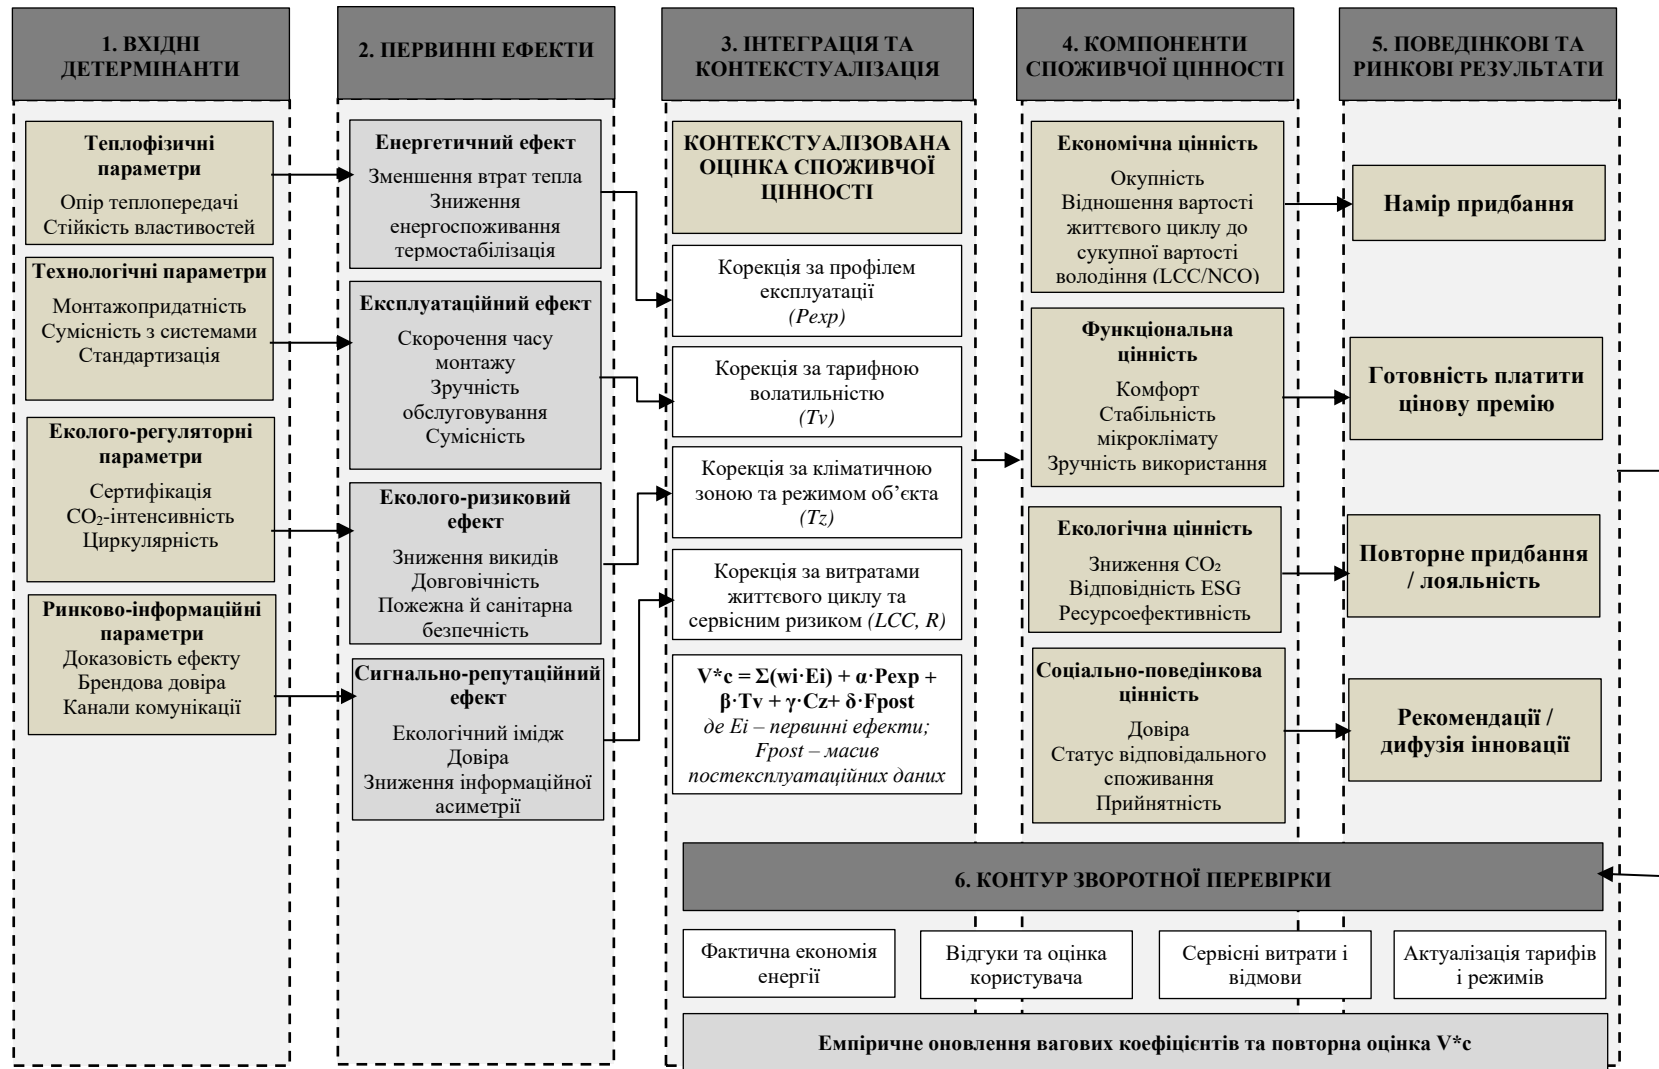 1. ВХІДНІ
ДЕТЕРМІНАНТИ
Теплофізичні
параметри
Опір теплопередачі
Стійкість властивостей
Технологічні параметри
Монтажопридатність
Сумісність з системами
Стандартизація
Еколого-регуляторні
параметри
Сертифікація
CO₂-інтенсивність
Циркулярність
Ринково-інформаційні
параметри
Доказовість ефекту
Брендова довіра
Канали комунікації
2. ПЕРВИННІ ЕФЕКТИ
Енергетичний ефект
Зменшення втрат тепла
Зниження
енергоспоживання
термостабілізація
Експлуатаційний ефект
Скорочення часу
монтажу
Зручність
обслуговування
Сумісність
Еколого-ризиковий
ефект
Зниження викидів
Довговічність
Пожежна й санітарна
безпечність
Сигнально-репутаційний
ефект
Екологічний імідж
Довіра
Зниження інформаційної
асиметрії
3. ІНТЕГРАЦІЯ ТА
КОНТЕКСТУАЛІЗАЦІЯ
КОНТЕКСТУАЛІЗОВАНА
ОЦІНКА СПОЖИВЧОЇ
ЦІННОСТІ
Корекція за профілем
експлуатації
(Pexp)
Корекція за тарифною
волатильністю
(Tv)
Корекція за кліматичною
зоною та режимом об’єкта
(Tz)
Корекція за витратами
життєвого циклу та
сервісним ризиком (LCC, R)
V*c = Σ(wi·Ei) + α·Pexp +
β·Tv + γ·Cz+ δ·Fpost
де Ei – первинні ефекти;
Fpost – масив
постексплуатаційних даних
4. КОМПОНЕНТИ
СПОЖИВЧОЇ ЦІННОСТІ
Економічна цінність
Окупність
Відношення вартості
життєвого циклу до
сукупної вартості
володіння (LCC/NCO)
Функціональна
цінність
Комфорт
Стабільність
мікроклімату
Зручність використання
Екологічна цінність
Зниження CO₂
Відповідність ESG
Ресурсоефективність
Соціально-поведінкова
цінність
Довіра
Статус відповідального
споживання
Прийнятність
5. ПОВЕДІНКОВІ ТА
РИНКОВІ РЕЗУЛЬТАТИ
Намір придбання
Готовність платити
цінову премію
Повторне придбання
/ лояльність
Рекомендації /
дифузія інновації
6. КОНТУР ЗВОРОТНОЇ ПЕРЕВІРКИ
Фактична економія
енергії
Відгуки та оцінка
користувача
Сервісні витрати і
відмови
Актуалізація тарифів
і режимів
Емпіричне оновлення вагових коефіцієнтів та повторна оцінка V*c